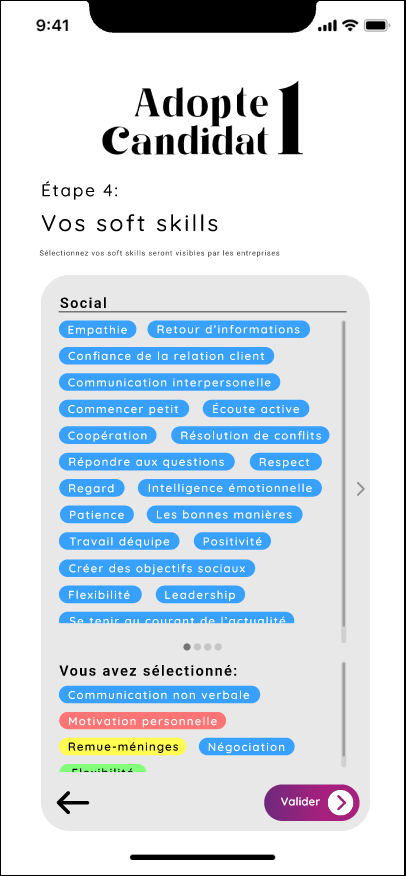 9:41
Adopte 1
Candidat
Étape 4:
Vos soft skills
Sélectionnez vos soft skills seront visibles par les entreprises
Social
Empathie Retour d'informations
Confiance de la relation client
Communication interpersonelle
Commencer petit Écoute active
Coopération Résolution de conflits
Répondre aux questions Respect
Regard Intelligence émotionnelle
Patience Les bonnes manières
Travail déquipe Positivité
Créer des objectifs sociaux
Flexibilité Leadership
Se tenir au courant de l'actualité
Vous avez sélectionné:
Communication non verbale
Motivation personnelle
Remue-méninges Négociation
Flexibilité
Valider